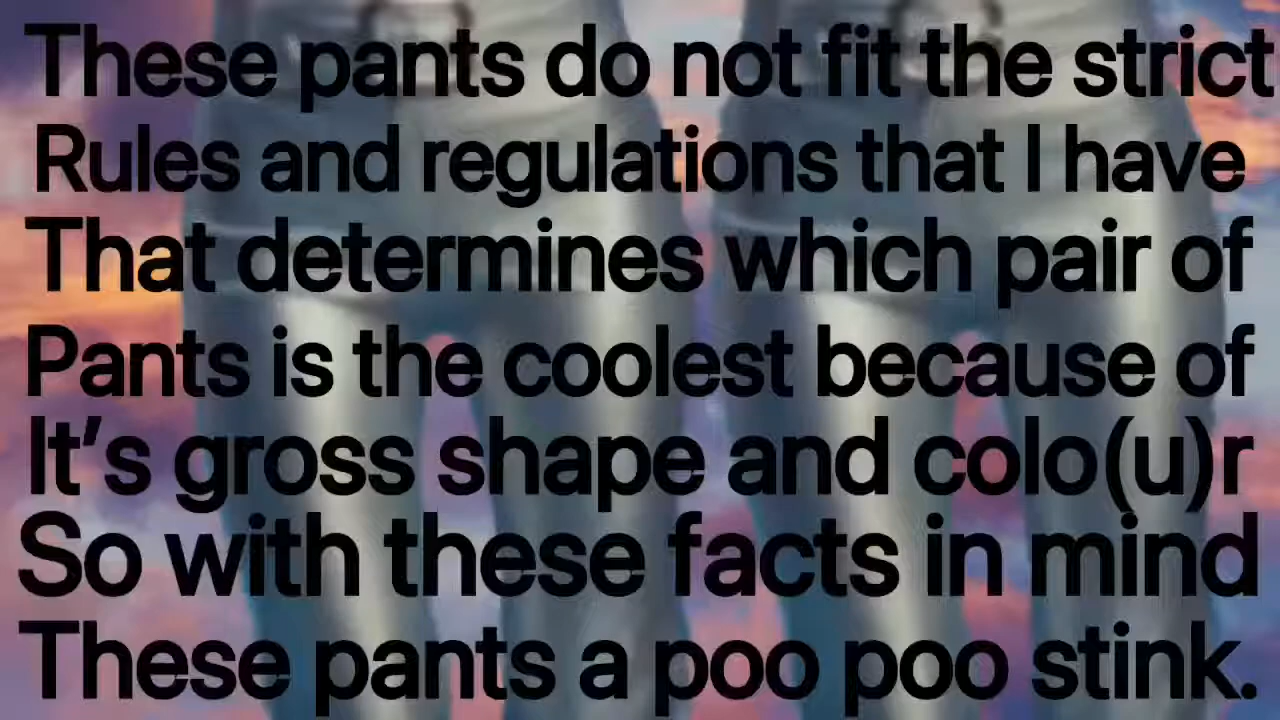 These pants do not fit the strict
Rules and regulations that I have
That determines which pair of
Pants is the coolest because of
It’s gross shape and colo(u)r
So with these facts in mind
These pants a poo poo stink.